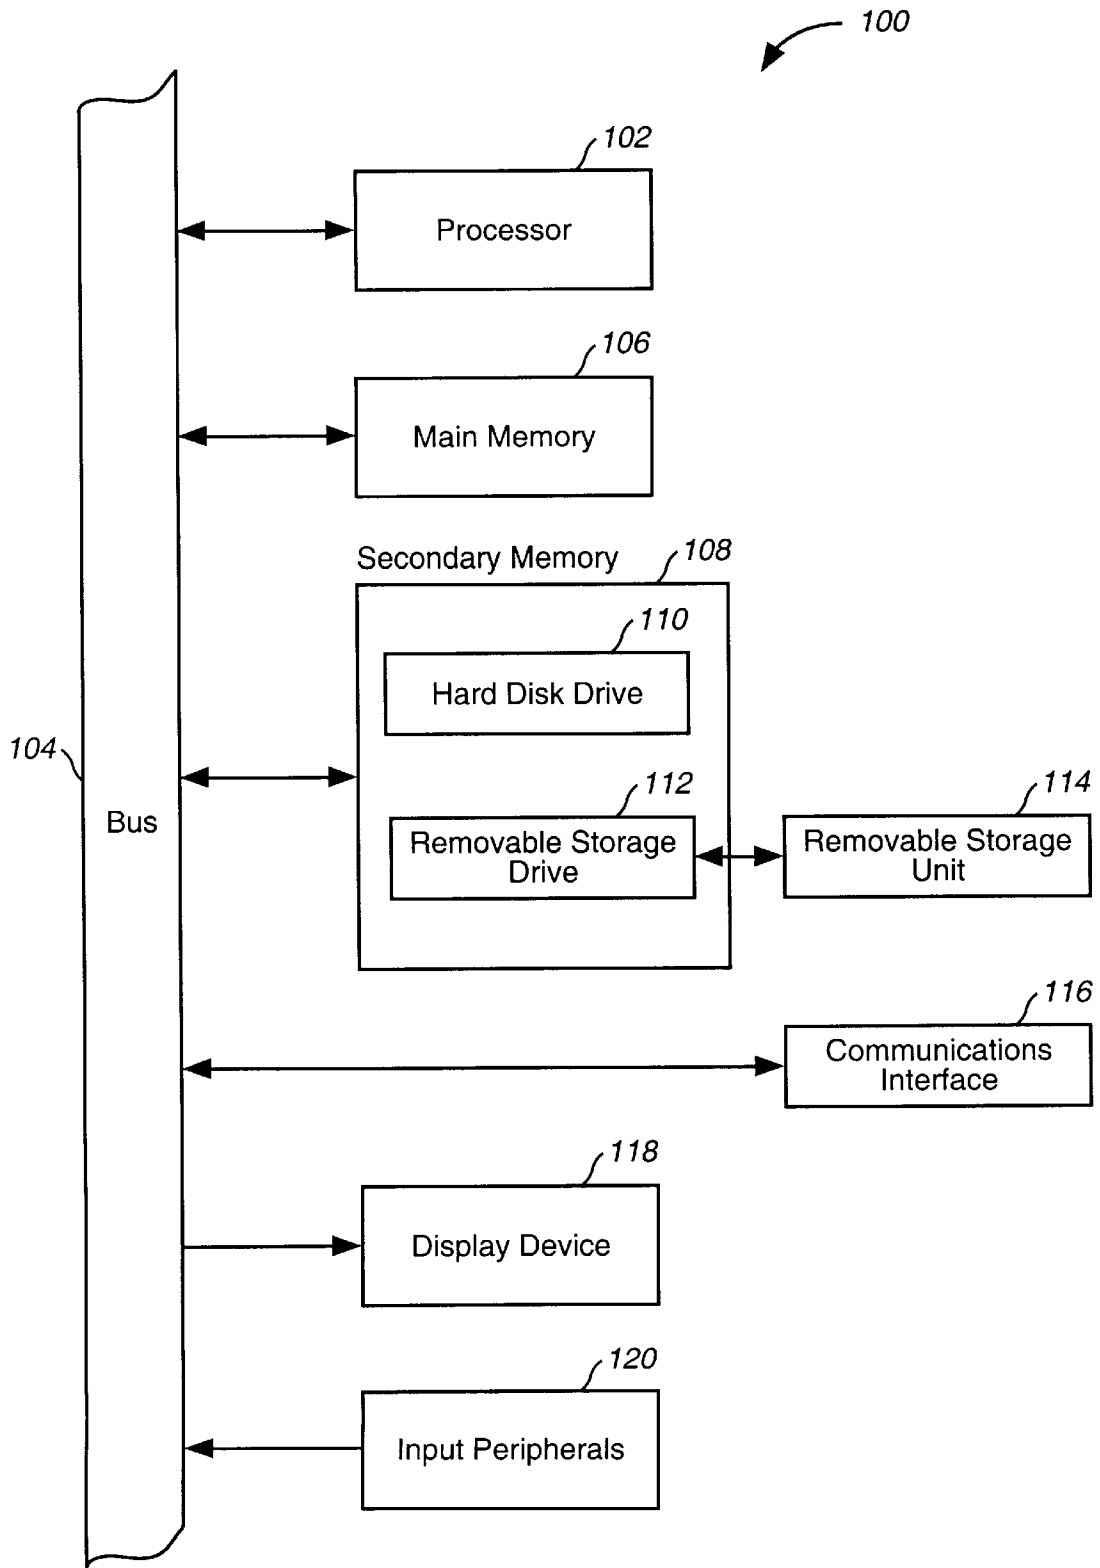 100
102
Processor
106
Main Memory
Secondary Memory
108
110
Hard Disk Drive
104
Bus
112
Removable Storage
Drive
114
Removable Storage
Unit
116
Communications
Interface
118
Display Device
120
Input Peripherals